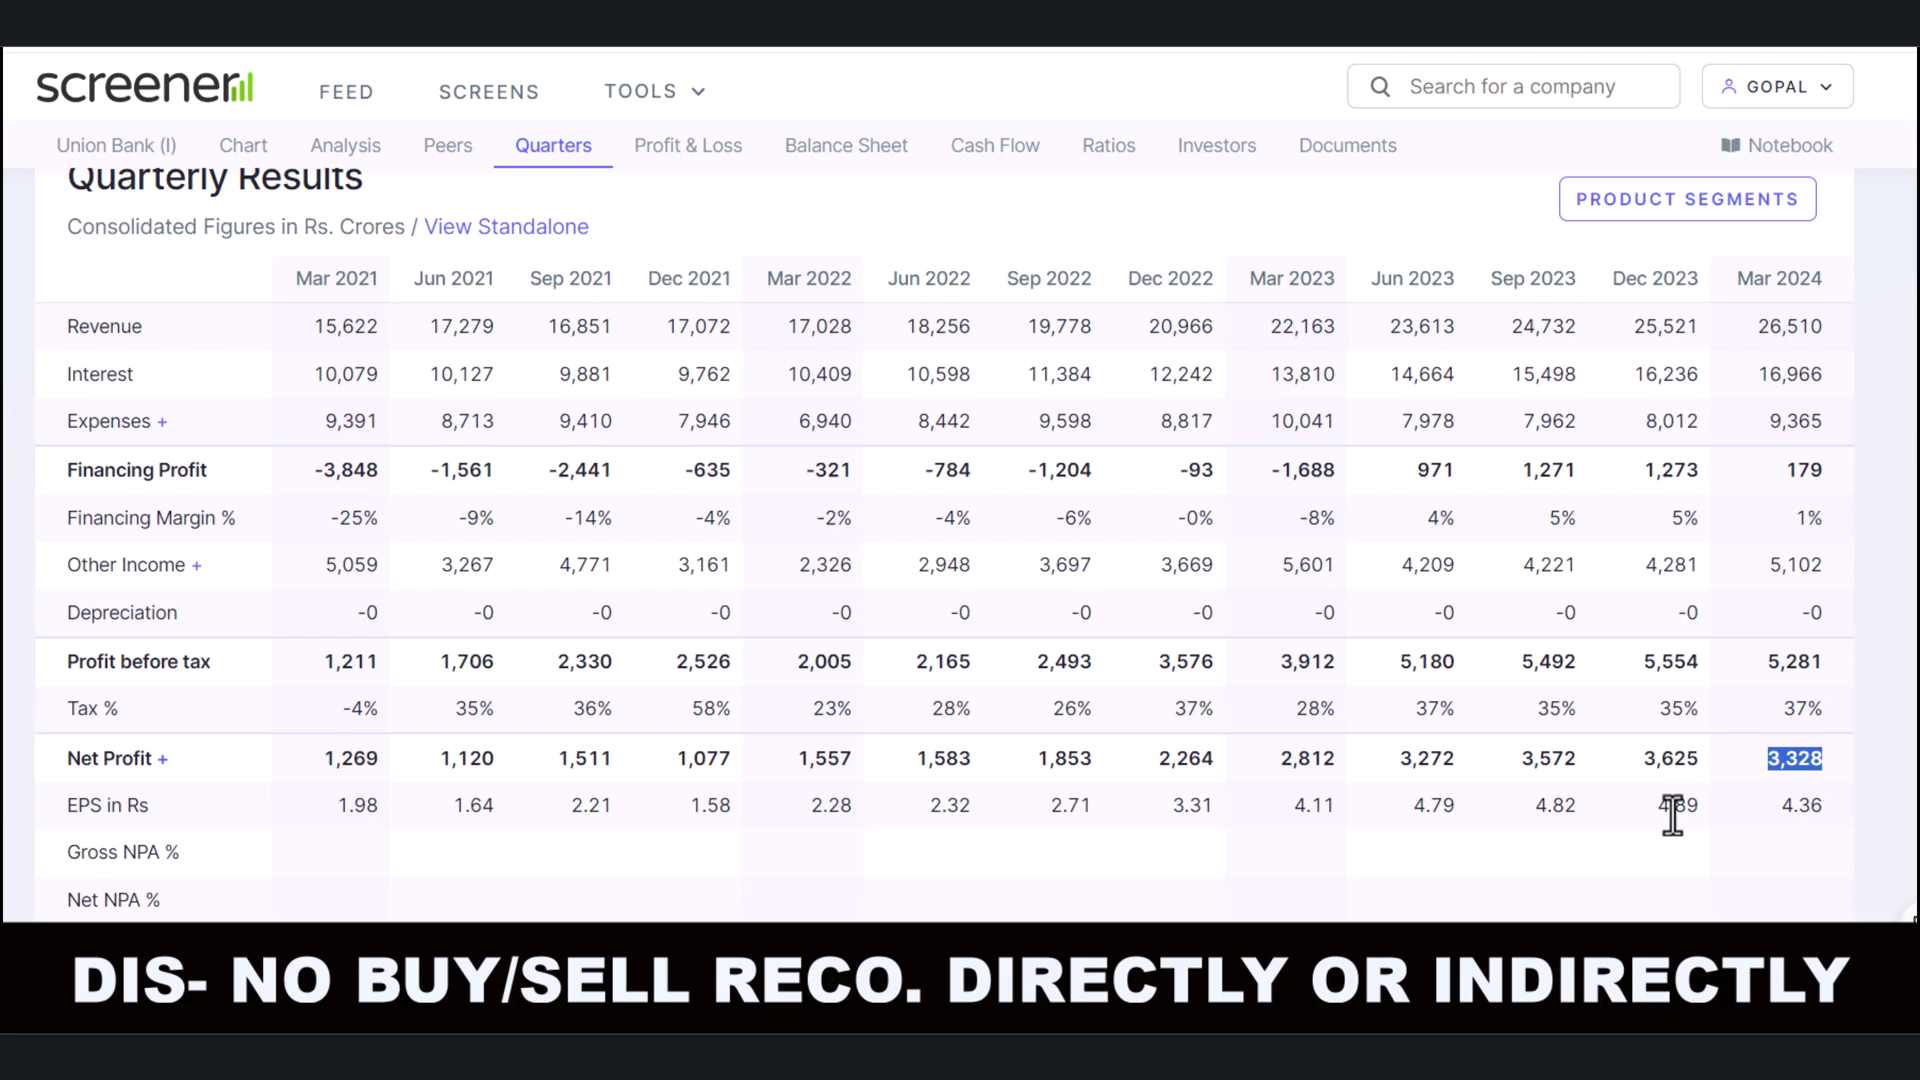 screener
FEED SCREENS TOOLS Search for a company GOPAL
Union Bank (I) Chart Analysis Peers Quarters Profit & Loss Balance Sheet Cash Flow Ratios Investors Documents Notebook
Quarterly Results
PRODUCT SEGMENTS
Consolidated Figures in Rs. Crores / View Standalone
Mar 2021 Jun 2021 Sep 2021 Dec 2021 Mar 2022 Jun 2022 Sep 2022 Dec 2022 Mar 2023 Jun 2023 Sep 2023 Dec 2023 Mar 2024
Revenue 15,622 17,279 16,851 17,072 17,028 18,256 19,778 20,966 22,163 23,613 24,732 25,521 26,510
Interest 10,079 10,127 9,881 9,762 10,409 10,598 11,384 12,242 13,810 14,664 15,498 16,236 16,966
Expenses + 9,391 8,713 9,410 7,946 6,940 8,442 9,598 8,817 10,041 7,978 7,962 8,012 9,365
Financing Profit -3,848 -1,561 -2,441 -635 -321 -784 -1,204 -93 -1,688 971 1,271 1,273 179
Financing Margin % -25% -9% -14% -4% -2% -4% -6% -0% -8% 4% 5% 5% 1%
Other Income + 5,059 3,267 4,771 3,161 2,326 2,948 3,697 3,669 5,601 4,209 4,221 4,281 5,102
Depreciation -0 -0 -0 -0 -0 -0 -0 -0 -0 -0 -0 -0 -0
Profit before tax 1,211 1,706 2,330 2,526 2,005 2,165 2,493 3,576 3,912 5,180 5,492 5,554 5,281
Tax % -4% 35% 36% 58% 23% 28% 26% 37% 28% 37% 35% 35% 37%
Net Profit + 1,269 1,120 1,511 1,077 1,557 1,583 1,853 2,264 2,812 3,272 3,572 3,625 3,328
EPS in Rs 1.98 1.64 2.21 1.58 2.28 2.32 2.71 3.31 4.11 4.79 4.82 4.36
Gross NPA %
Net NPA %
DIS- NO BUY/SELL RECO. DIRECTLY OR INDIRECTLY